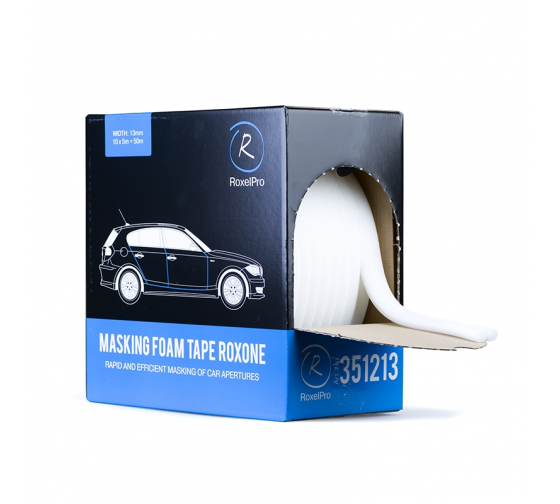 WIDTH: 13mm
10 x 5m = 50m
R
RoxelPro
MASKING FOAM TAPE ROXONE
RAPID AND EFFICIENT MASKING OF CAR APERTURES
R
RoxelPro
351213